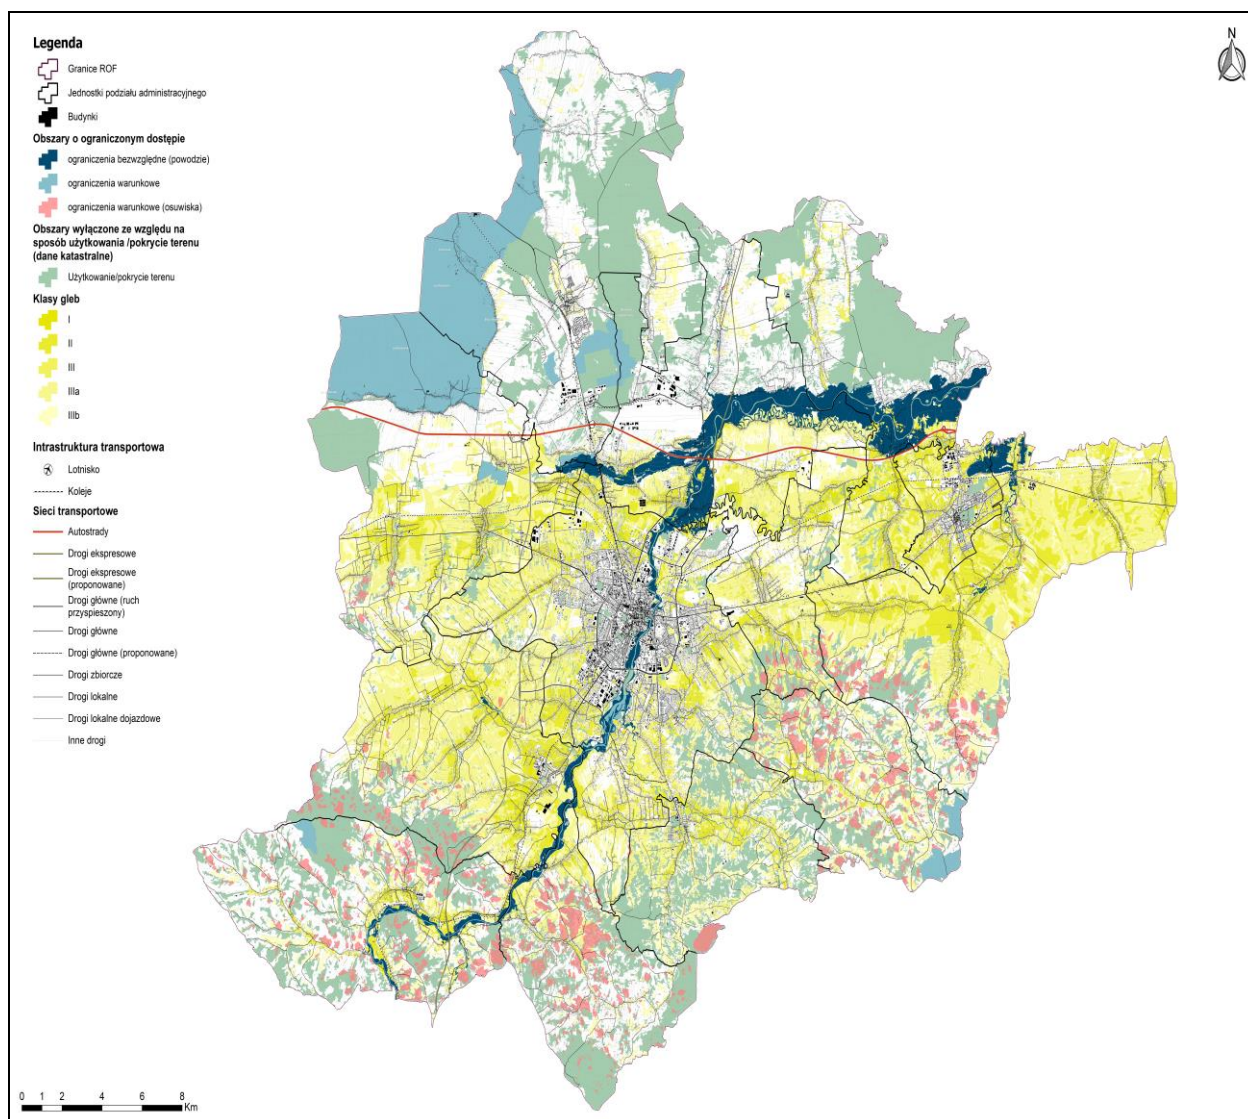 N
Legenda
Granice ROF
Jednostki podziału administracyjnego
Budynki
Obszary o ograniczonym dostępie
ograniczenia bezwzględne (powodzie)
ograniczenia warunkowe
ograniczenia warunkowe (osuwiska)
Obszary wyłączone ze względu na
sposób użytkowania /pokrycie terenu
(dane katastralne)
Użytkowanie/pokrycie terenu
Klasy gleb
I
II
III
IIIa
IIIb
Intrastruktura transportowa
Lotnisko
Koleje
Sieci transportowe
Autostrady
Drogi ekspresowe
Drogi ekspresowe
(proponowane)
Drogi główne (ruch
przyspieszony)
Drogi główne
Drogi główne (proponowane)
Drogi zbiorcze
Drogi lokalne
Drogi lokalne dojazdowe
Inne drogi
0 1 2 4 6 8
Km